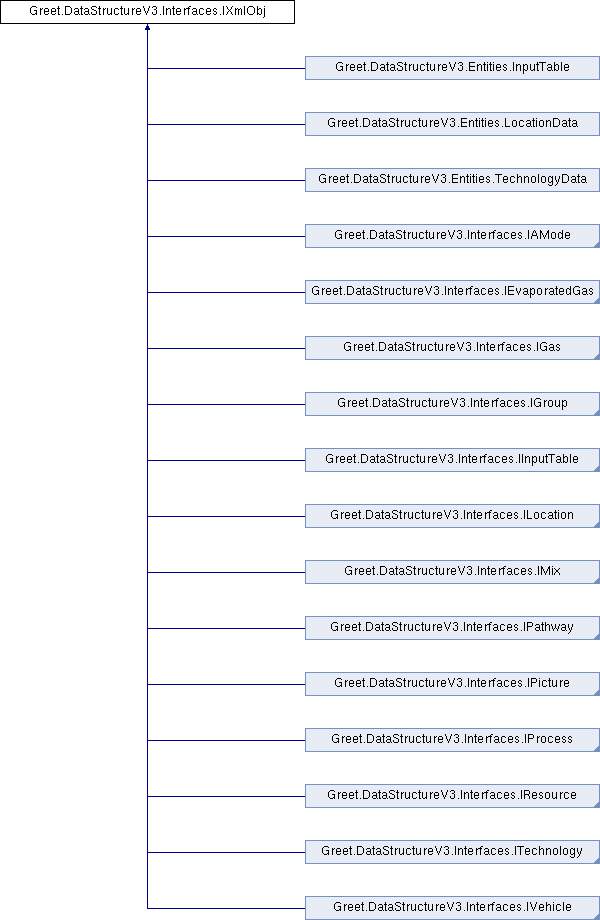 Greet.DataStructureV3.Interfaces.IXmlObj
Greet.DataStructureV3.Entities.InputTable
Greet.DataStructureV3.Entities.LocationData
Greet.DataStructureV3.Entities.TechnologyData
Greet.DataStructureV3.Interfaces.IAMode
Greet.DataStructureV3.Interfaces.IEvaporatedGas
Greet.DataStructureV3.Interfaces.IGas
Greet.DataStructureV3.Interfaces.IGroup
Greet.DataStructureV3.Interfaces.IInputTable
Greet.DataStructureV3.Interfaces.ILocation
Greet.DataStructureV3.Interfaces.IMix
Greet.DataStructureV3.Interfaces.IPathway
Greet.DataStructureV3.Interfaces.IPicture
Greet.DataStructureV3.Interfaces.IProcess
Greet.DataStructureV3.Interfaces.IResource
Greet.DataStructureV3.Interfaces.ITechnology
Greet.DataStructureV3.Interfaces.IVehicle